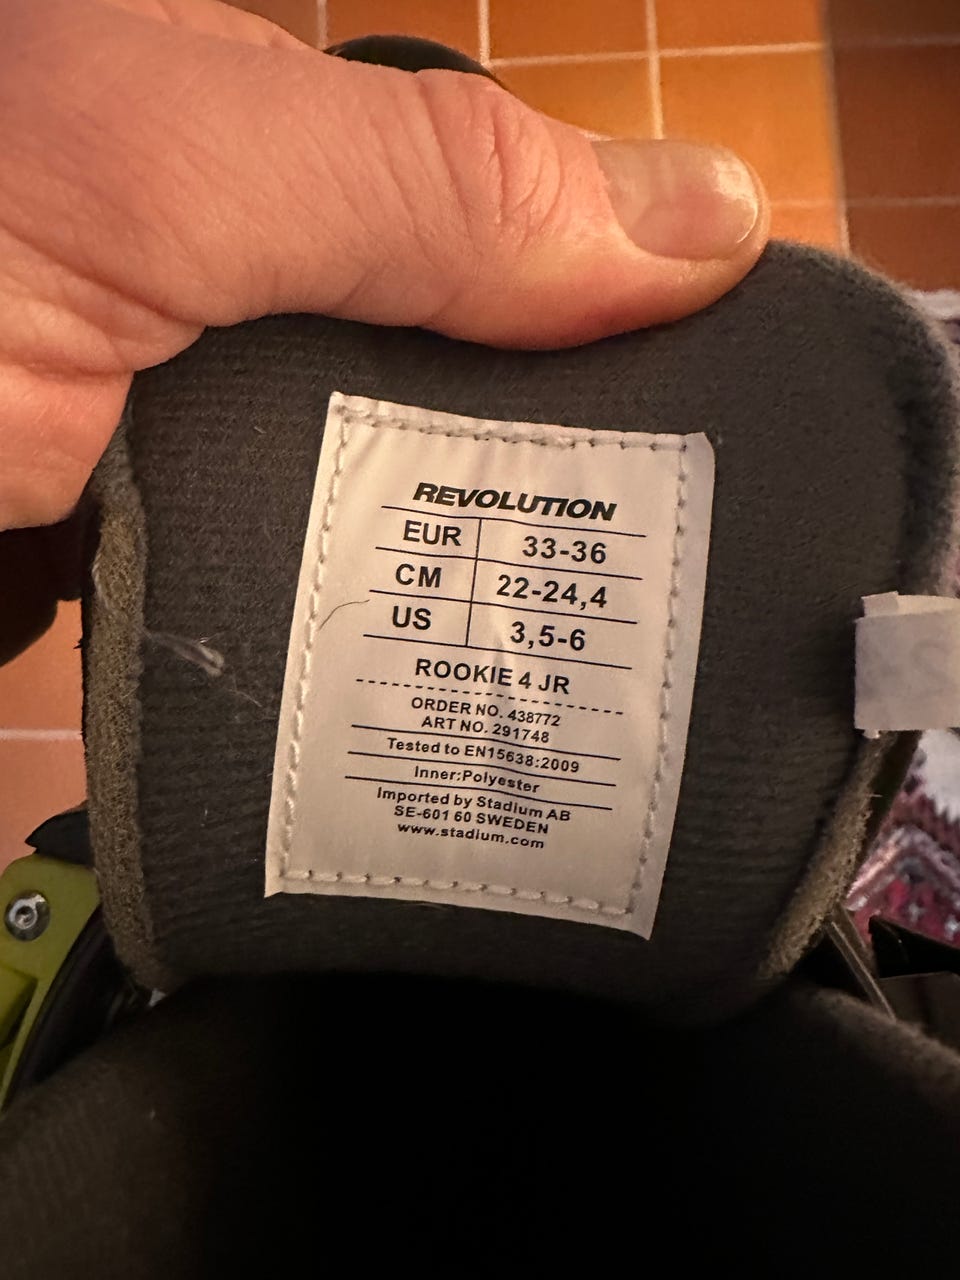 REVOLUTION
EUR 33-36
CM 22-24,4
US 3,5-6
ROOKIE 4 JR
ORDER NO. 438772
ART NO. 291748
Tested to EN15638:2009
Inner:Polyester
Imported by Stadium AB
SE-601 60 SWEDEN
www.stadium.com